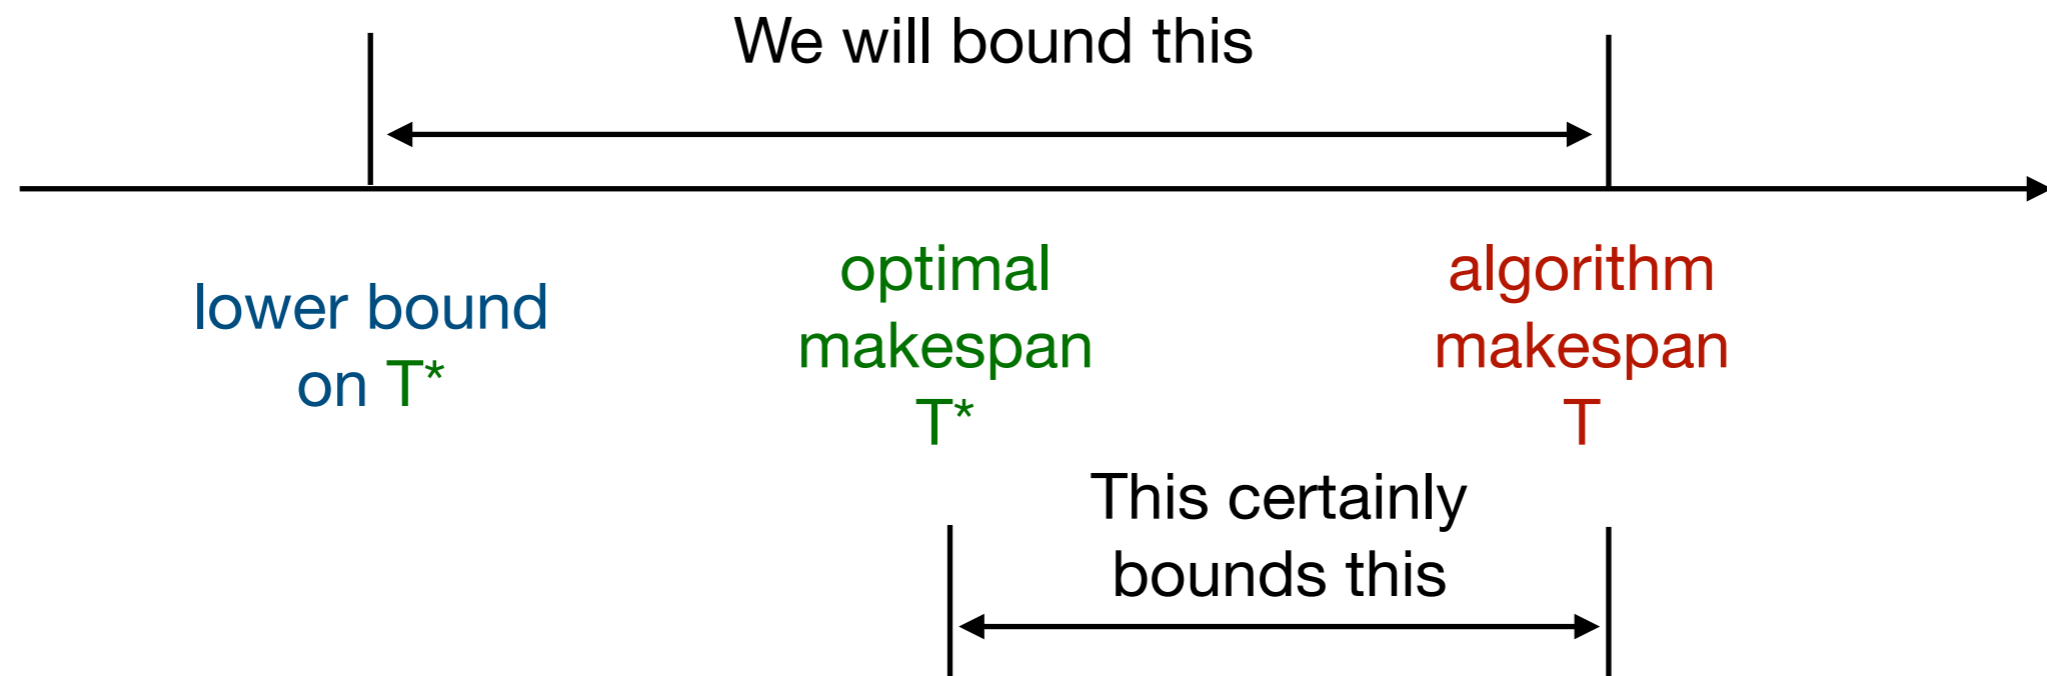 We will bound this
lower bound
on T*
optimal
makespan
T*
algorithm
makespan
T
This certainly
bounds this